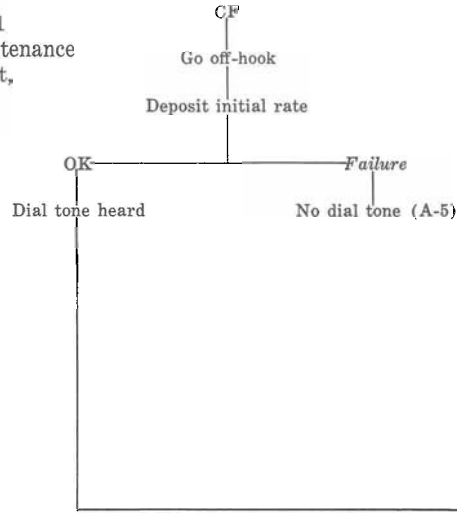 CF
tenance
t,
Go off-hook
Deposit initial rate
OK
Failure
Dial tone heard
No dial tone (A-5)